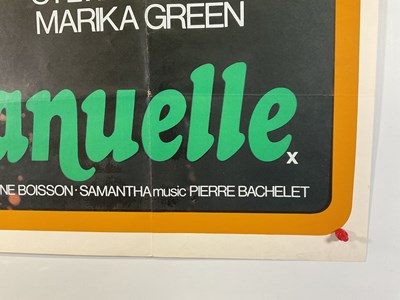 MARIKA GREEN
anuelle
x
NE BOISSON · SAMANTHA music PIERRE BACHELET